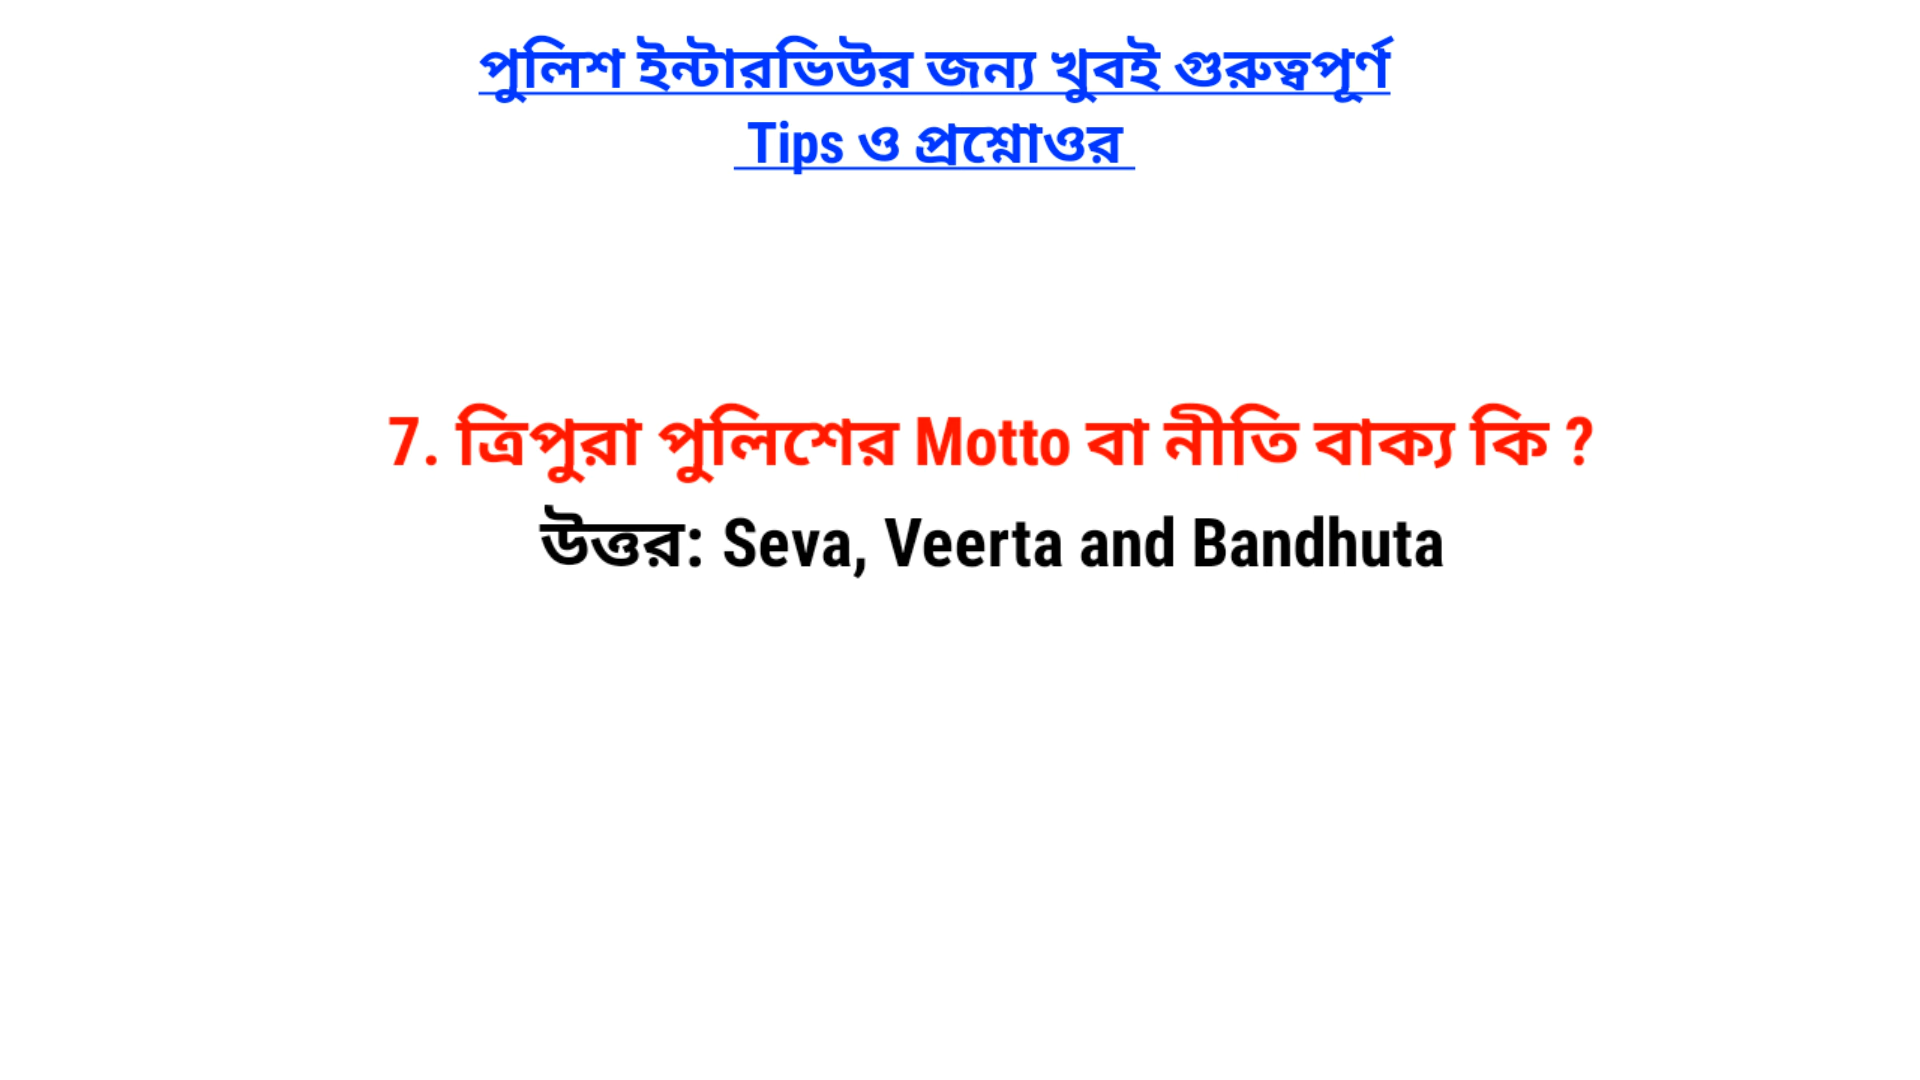 পুলিশ ইন্টারভিউর জন্য খুবই গুরুত্বপূর্ণ
Tips ও প্রশ্নোওর
7. ত্রিপুরা পুলিশের Motto বা নীতি বাক্য কি ?
উত্তর: Seva, Veerta and Bandhuta